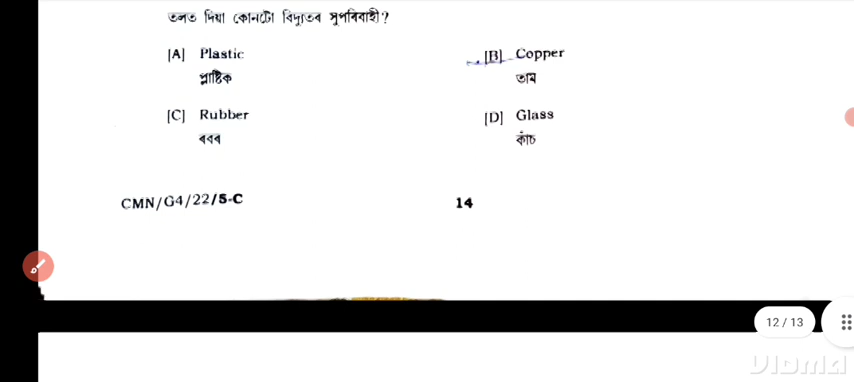 তলত দিয়া কোনটো বিদ্যুতৰ সুপৰিবাহী?
[A] Plastic [B] Copper
প্লাষ্টিক তাম
[C] Rubber [D] Glass
ৰবৰ কাঁচ
CMN/G4/22/5-C 14
12 / 13